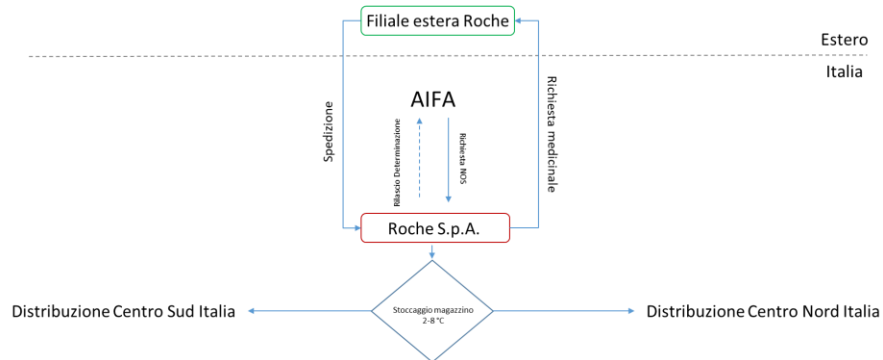 Filiale estera Roche
Estero
Italia
AIFA
Spedizione
Rilascio Determinazione
Richiesta NOS
Richiesta medicinale
Roche S.p.A.
Distribuzione Centro Sud Italia
Stoccaggio magazzino
2-8 °C
Distribuzione Centro Nord Italia